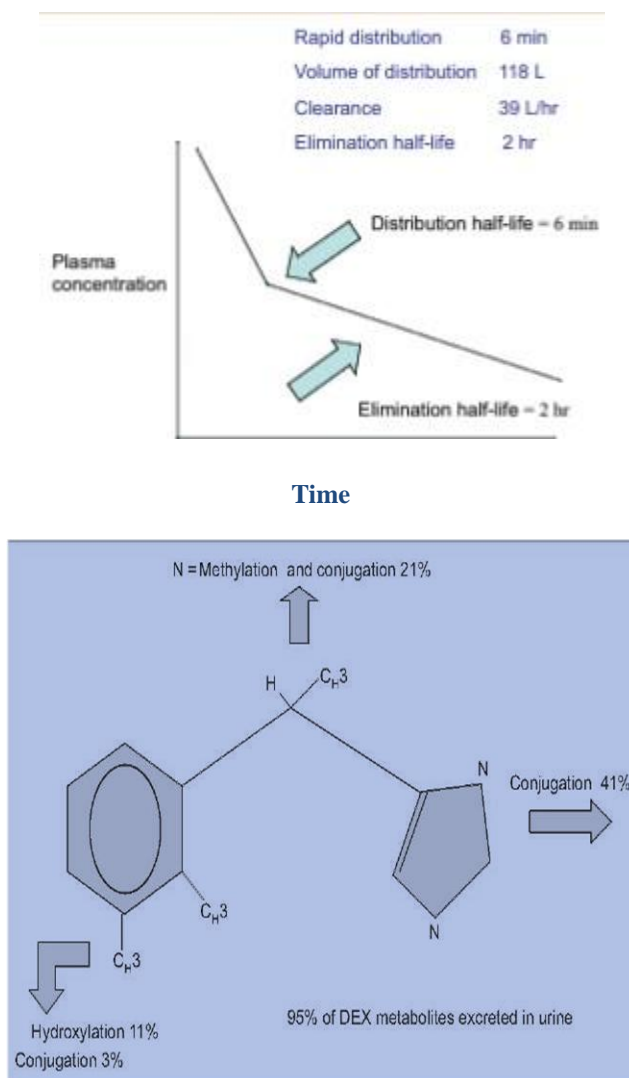 Rapid distribution 6 min
Volume of distribution 118 L
Clearance 39 L/hr
Elimination half-life 2 hr
Distribution half-life = 6 min
Plasma
concentration
Elimination half-life = 2 hr
Time
N = Methylation and conjugation 21%
H
CH3
N
Conjugation 41%
CH3
N
CH3
Hydroxylation 11%
95% of DEX metabolites excreted in urine
Conjugation 3%